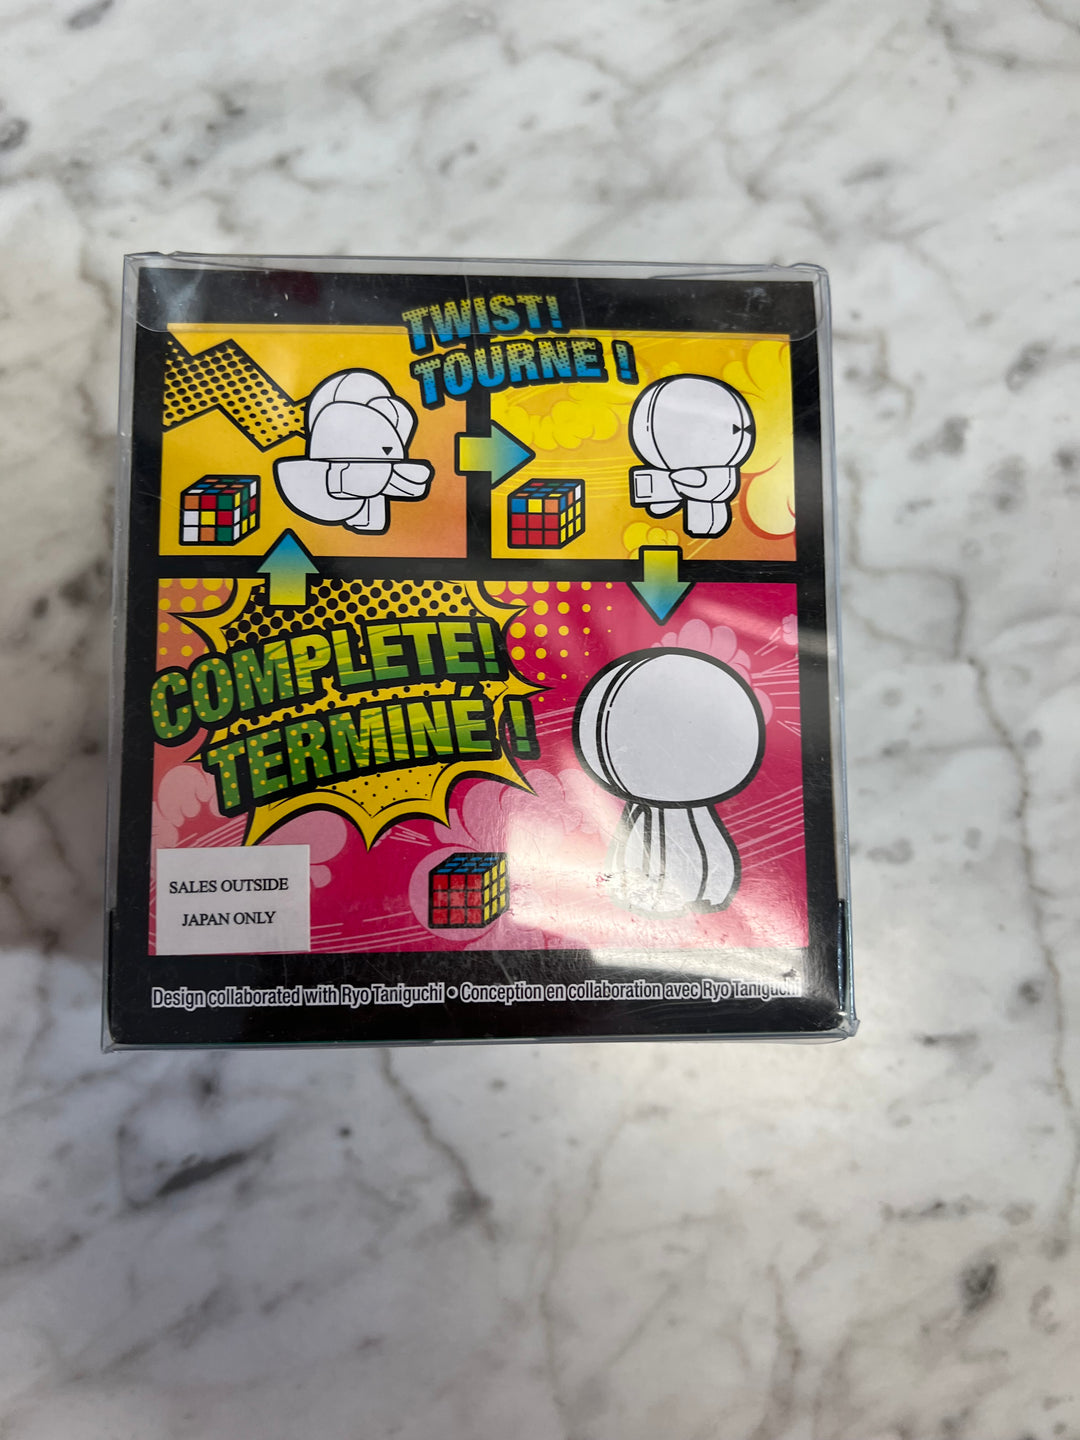 TWIST!
TOURNE !
COMPLETE!
TERMINÉ !
SALES OUTSIDE
JAPAN ONLY
Design collaborated with Ryo Taniguchi • Conception en collaboration avec Ryo Taniguchi